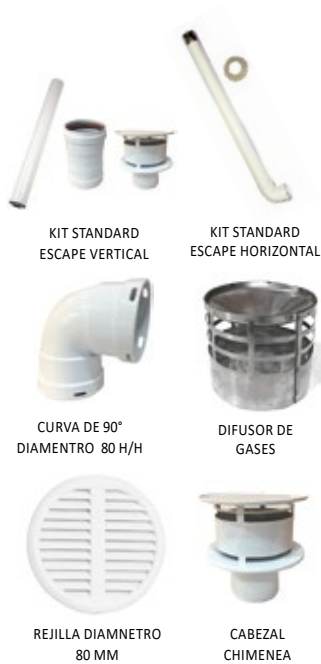 KIT STANDARD
ESCAPE VERTICAL
KIT STANDARD
ESCAPE HORIZONTAL
CURVA DE 90°
DIAMENTRO 80 H/H
DIFUSOR DE
GASES
REJILLA DIAMNETRO
80 MM
CABEZAL
CHIMENEA